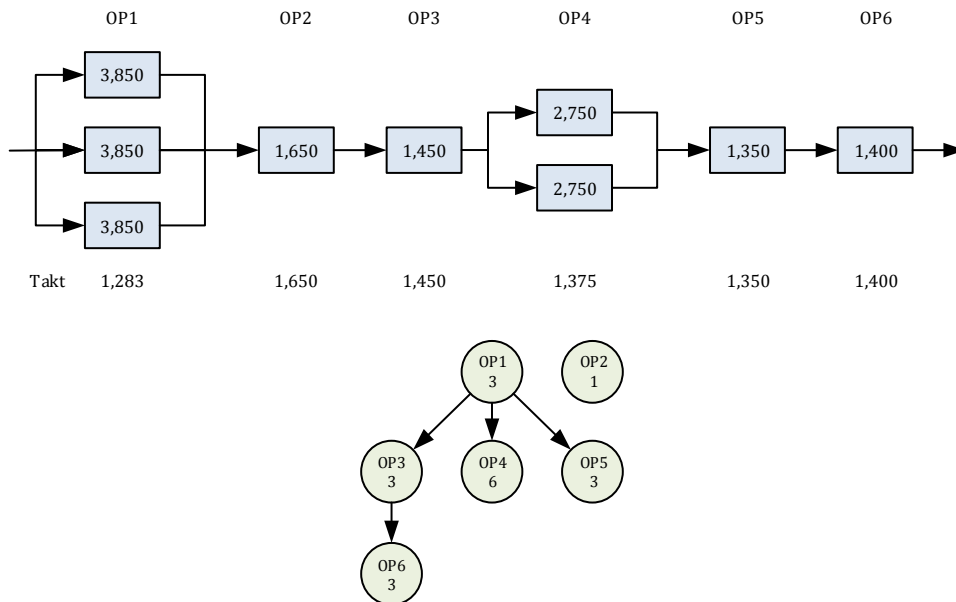 OP1 OP2 OP3 OP4 OP5 OP6
3,850
2,750
3,850 1,650 1,450 1,350 1,400
2,750
3,850
Takt 1,283 1,650 1,450 1,375 1,350 1,400
OP1 OP2
3 1
OP3 OP4 OP5
3 6 3
OP6
3